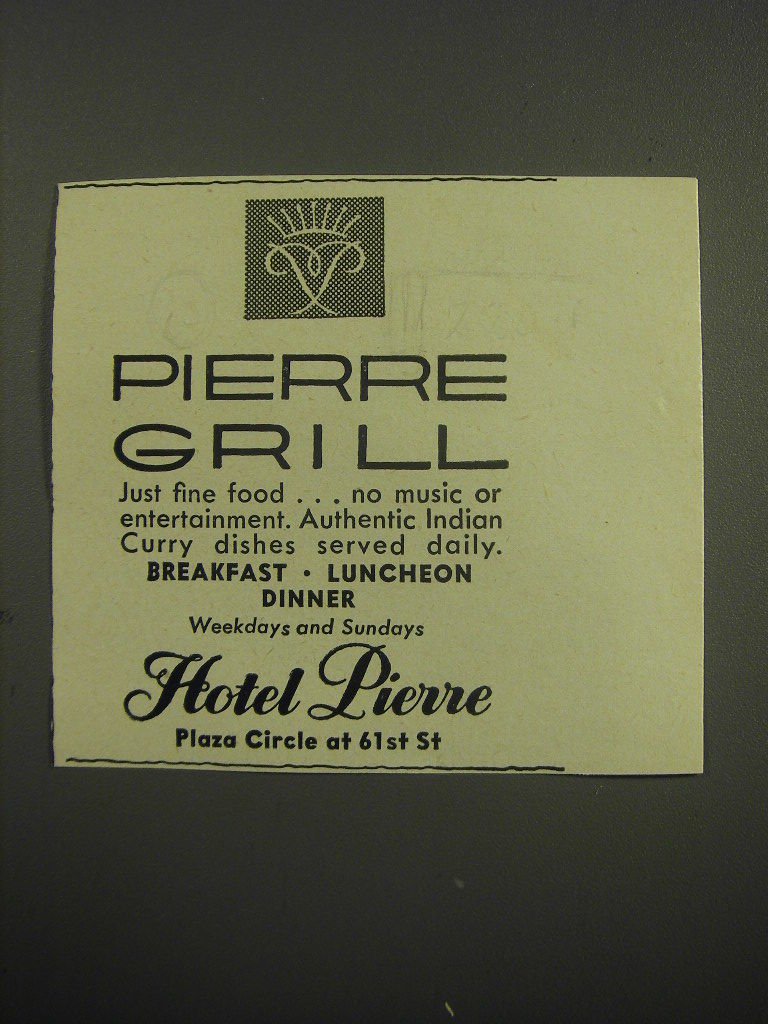 PIERRE
GRILL
Just fine food . . . no music or
entertainment. Authentic Indian
Curry dishes served daily.
BREAKFAST · LUNCHEON
DINNER
Weekdays and Sundays
Hotel Pierre
Plaza Circle at 61st St